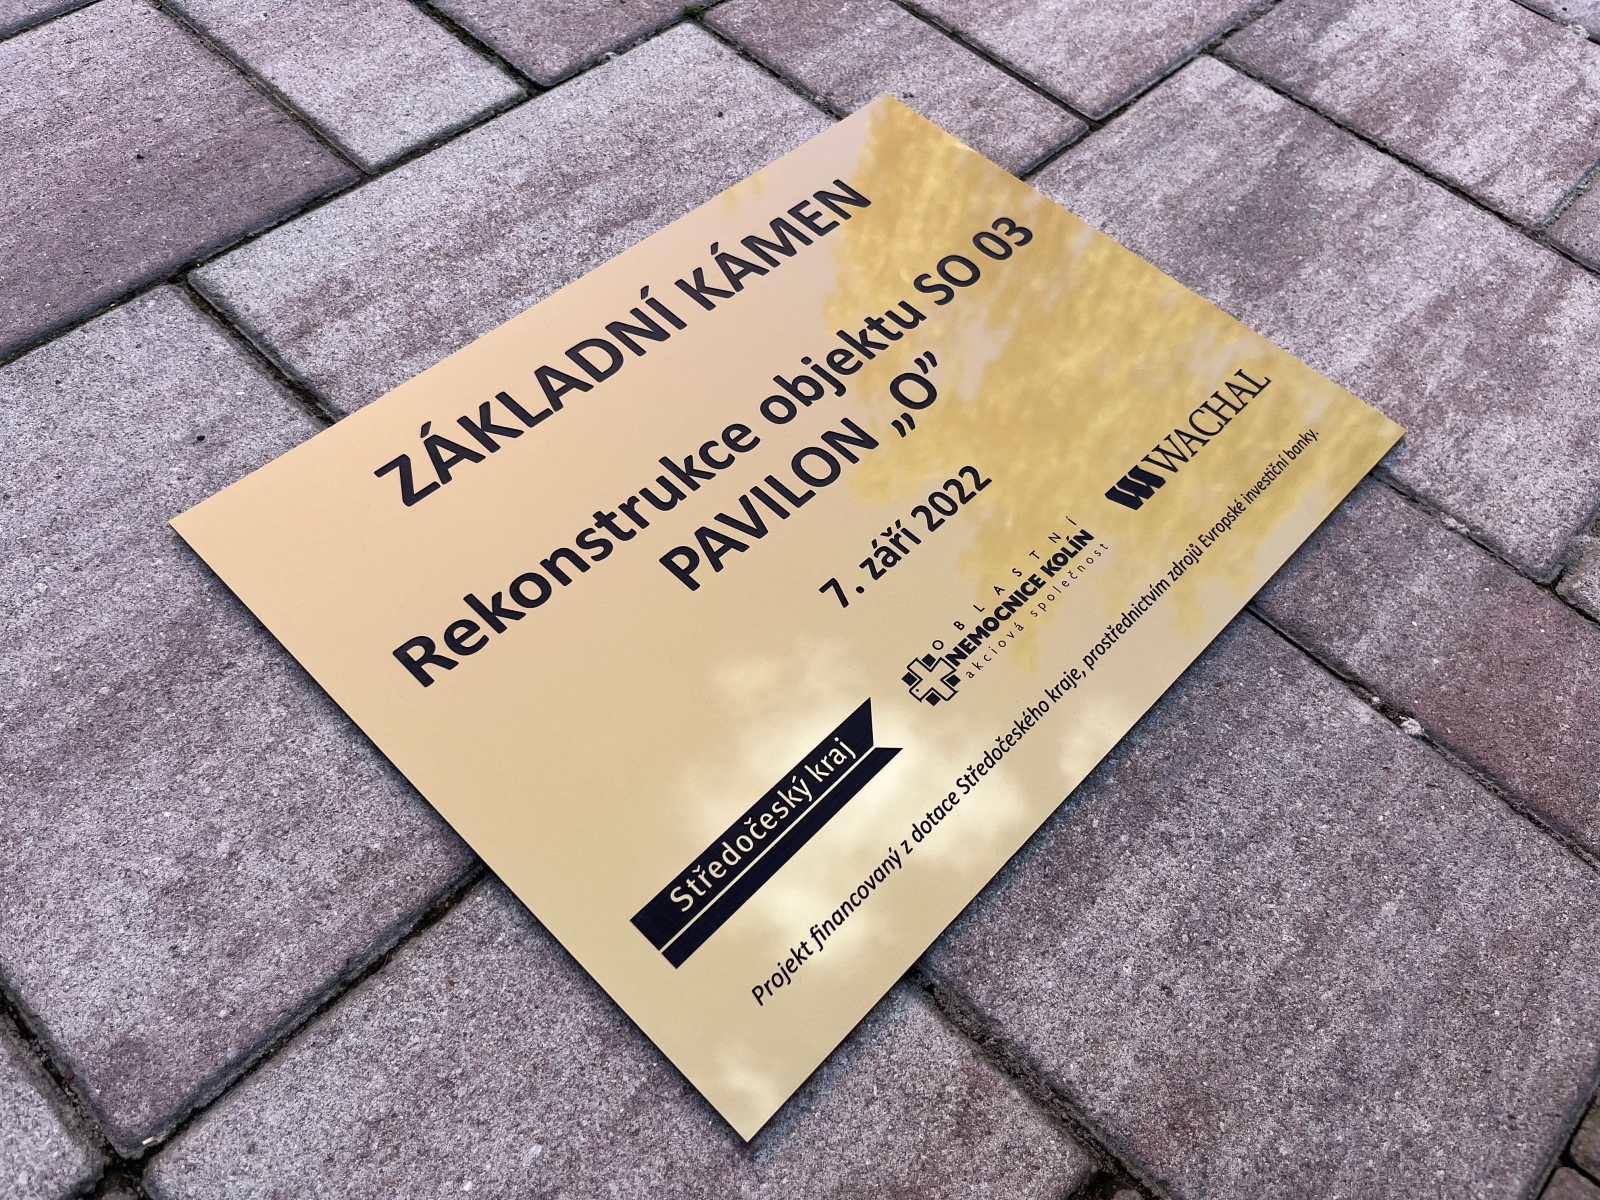 ZÁKLADNÍ KÁMEN
Rekonstrukce objektu SO 03
PAVILON „O”
7. září 2022
Středočeský kraj
OBLASTNÍ
NEMOCNICE KOLÍN
akciová společnost
WACHAL
Projekt financovaný z dotace Středočeského kraje, prostřednictvím zdrojů Evropské investiční banky.